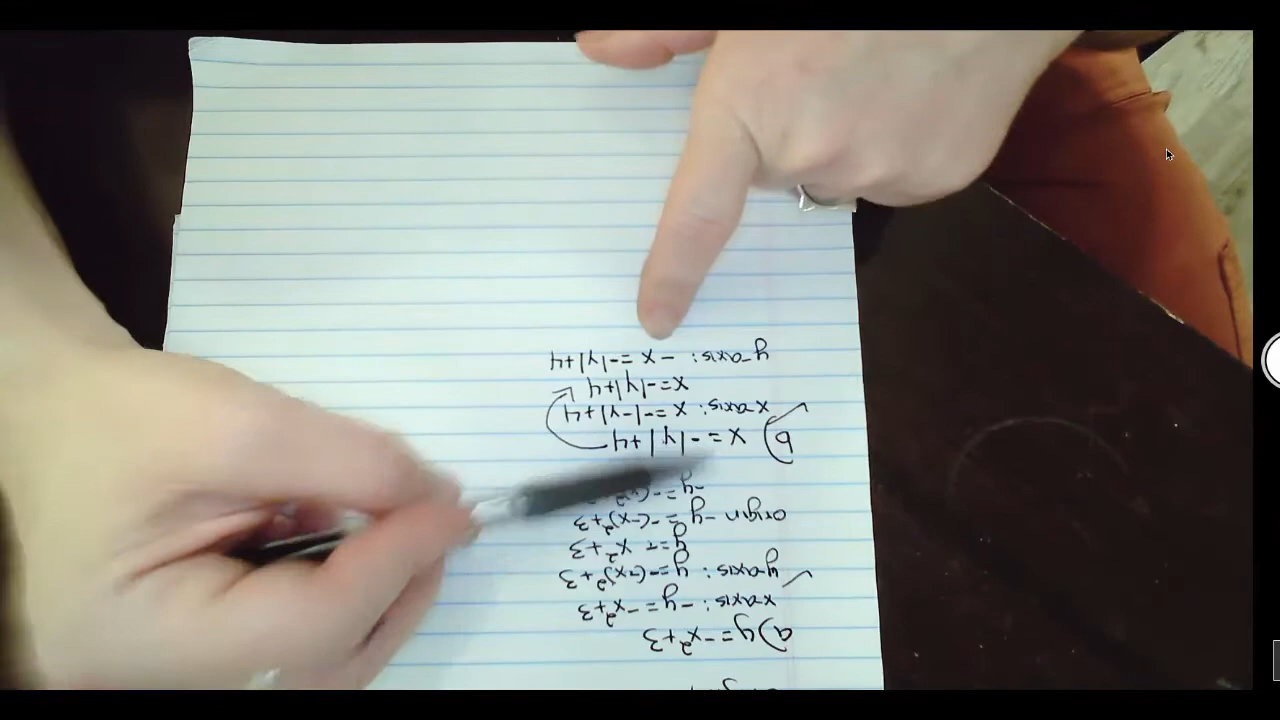 a) y = -x²+3
x axis: -y = -x²+3
y axis: y = -(-x)²+3
y = - x²+3
origin -y = -(-x)²+3
-y = -(x²
b) x = -|y|+4
x-axis: x = -|-y|+4
x = -|y|+4
y-axis: -x = -|y|+4